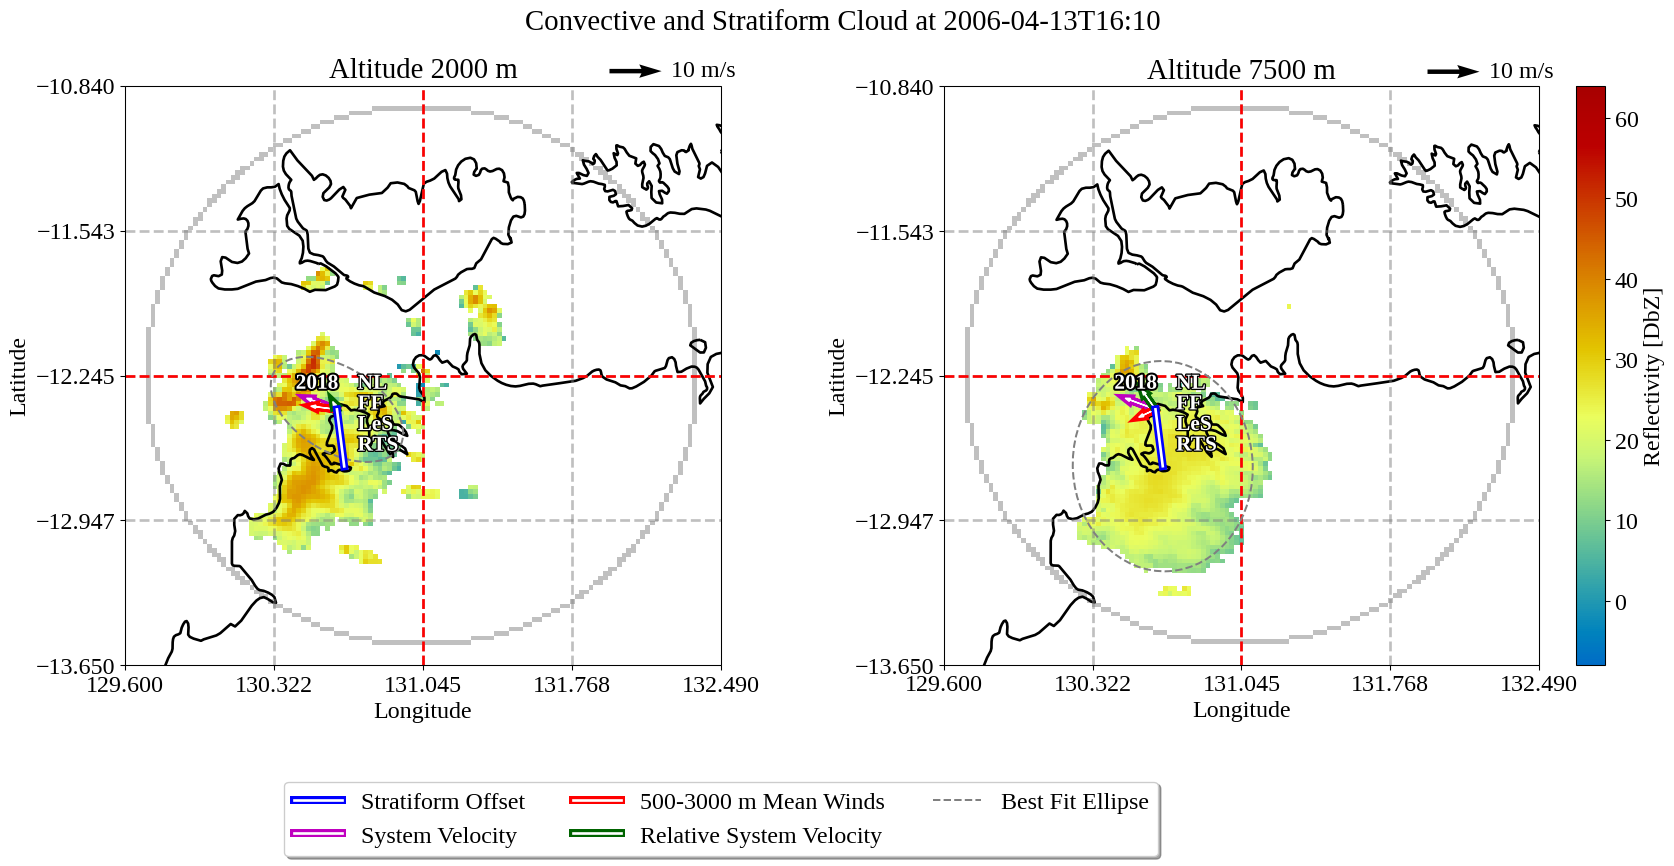 Convective and Stratiform Cloud at 2006-04-13T16:10
Altitude 2000 m
10 m/s
Altitude 7500 m
10 m/s
Latitude
−10.840
−11.543
−12.245
−12.947
−13.650
129.600
130.322
131.045
131.768
132.490
Longitude
2018
NL
FF
LeS
RTS
Latitude
−10.840
−11.543
−12.245
−12.947
−13.650
129.600
130.322
131.045
131.768
132.490
Longitude
2018
NL
FF
LeS
RTS
60
50
40
30
20
10
0
Reflectivity [DbZ]
Stratiform Offset
System Velocity
500-3000 m Mean Winds
Relative System Velocity
Best Fit Ellipse